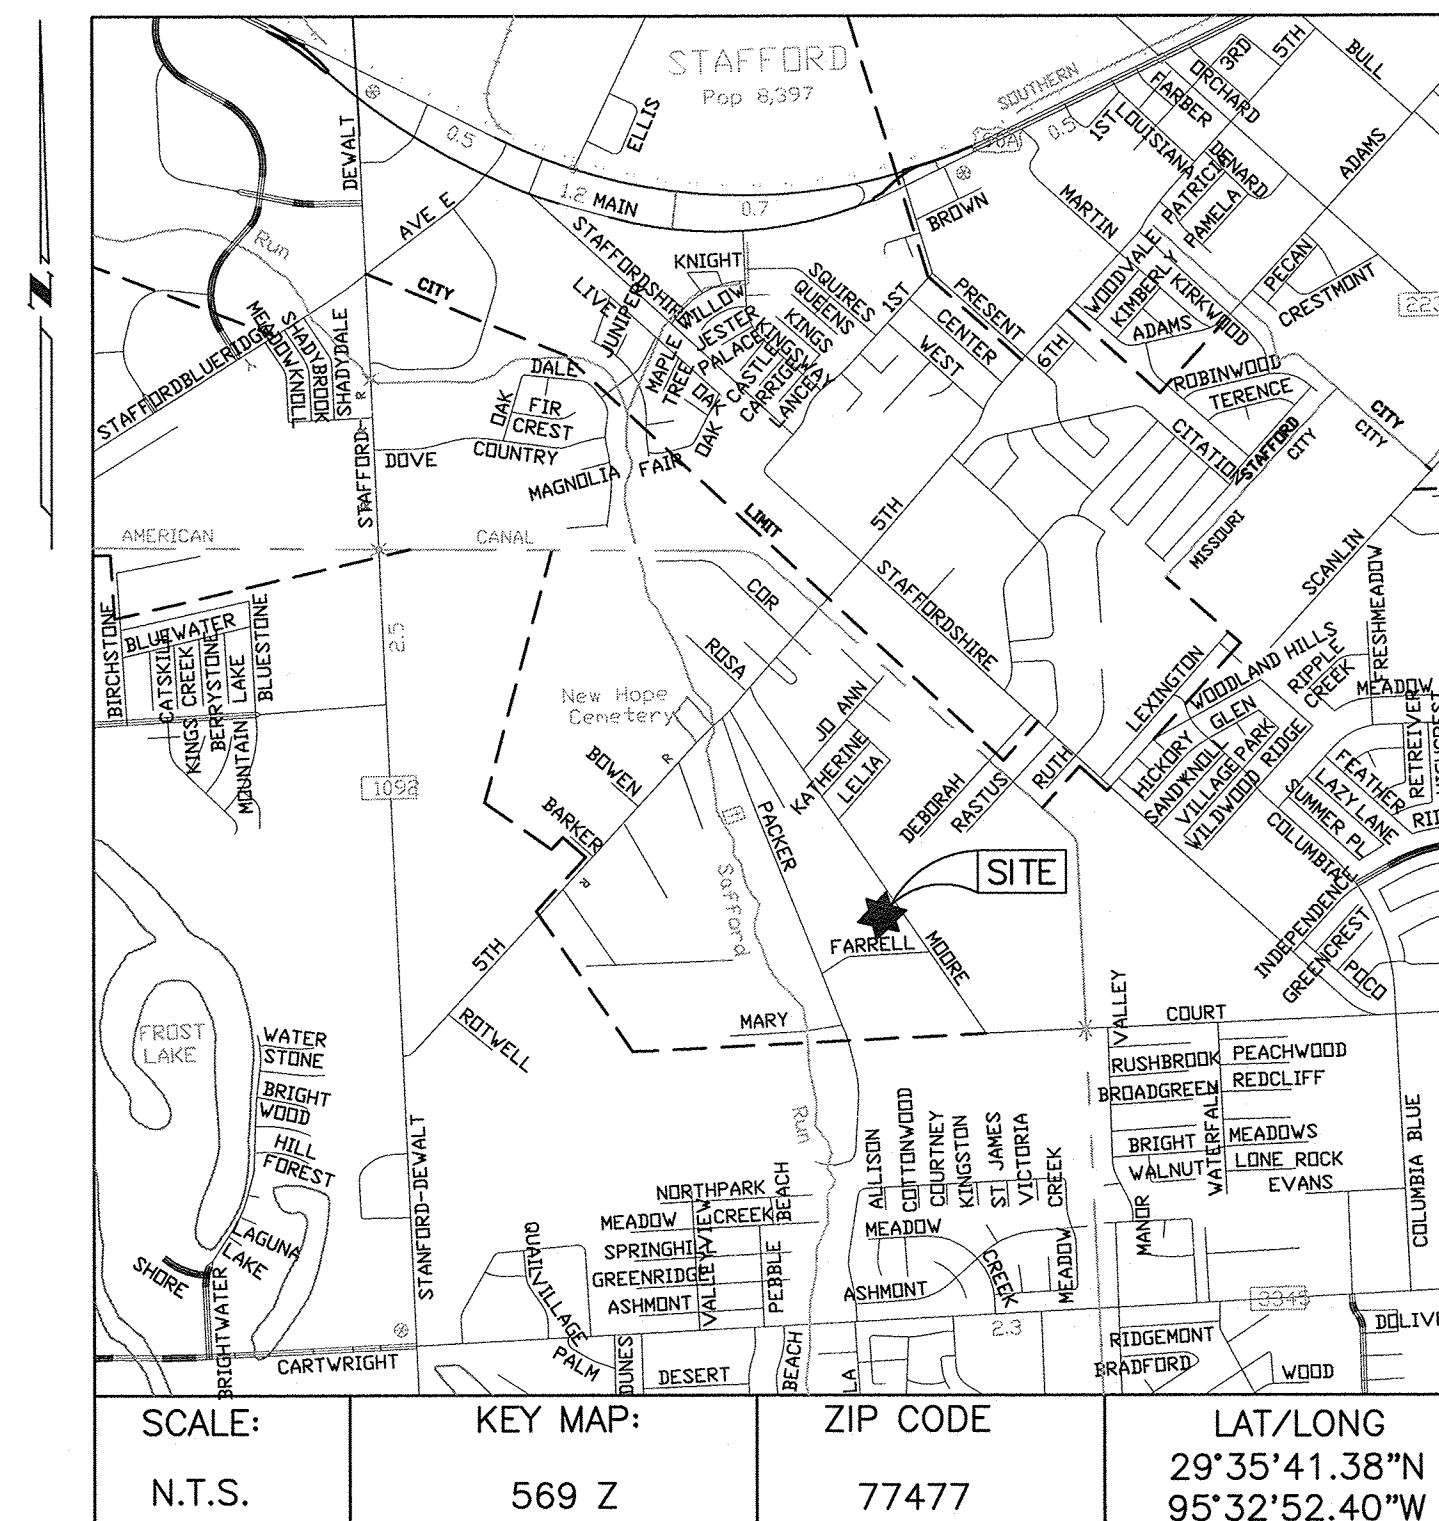 STAFFORD
Pop 8,397
SOUTHERN
90A
0.5
0.5
1.2
MAIN
0.7
ELLIS
DEWALT
AVE E
Run
CITY
3RD
5TH
BULL
ORCHARD
FARBER
1ST
LOUISIANA
DENARD
PATRICIA
PAMELA
ADAMS
MARTIN
BROWN
PECAN
CRESTMONT
223
WOODVALE
KIMBERLY
KIRKWOOD
ADAMS
STAFFORDSHIRE
KNIGHT
LIVE
JUNIPER
WILLOW
JESTER
PALACE
CASTLE
CARRIGE
LANCE
KINGSWAY
KINGS
QUEENS
SQUIRES
1ST
PRESENT
CENTER
WEST
6TH
ROBINWOOD
TERENCE
CITATION
STAFFORD
CITY
CITY
CITY
MISSOURI
SCANLIN
STAFFORD
BLUERIDGE
MEADOW
KNOLL
SHADYBROOK
SHADYDALE
STAFFORD-
R
DALE
OAK
FIR
CREST
COUNTRY
DOVE
MAGNOLIA
FAIR
OAK
MAPLE
TREE
OAK
LIMIT
5TH
AMERICAN
CANAL
BIRCHSTONE
BLUEWATER
CATSKILL
KINGS CREEK
BERRYSTONE
MOUNTAIN LAKE
BLUESTONE
2.5
1092
COR
ROSA
New Hope
Cemetery
STAFFORDSHIRE
JO ANN
KATHERINE
LELIA
BOWEN
R
BARKER
R
PACKER
DEBORAH
RASTUS
RUTH
LEXINGTON
WOODLAND HILLS
RIPPLE
CREEK
FRESHMEADOW
MEADOW
GLEN
HICKORY
SANDKNOLL
VILLAGE PARK
WILDWOOD RIDGE
RETREIVER
FEATHER
LAZY LANE
SUMMER PL
COLUMBIA
INDEPENDENCE
GREENCREST
POCO
SITE
FARRELL
MOORE
Safford
5TH
ROTWELL
MARY
FROST
LAKE
WATER
STONE
BRIGHT
WOOD
HILL
FOREST
LAGUNA
LAKE
SHORE
BRIGHTWATER
STANFORD-DEWALT
CARTWRIGHT
VALLEY
COURT
RUSHBROOK
PEACHWOOD
BROADGREEN
REDCLIFF
WATERFALL
BRIGHT
MEADOWS
WALNUT
LONE ROCK
EVANS
MANOR
COLUMBIA BLUE
Run
ALLISON
COTTONWOOD
COURTNEY
KINGSTON
ST JAMES
VICTORIA
CREEK
NORTHPARK
MEADOW
CREEK
BEACH
PEBBLE
SPRINGHILL
GREENRIDGE
ASHMONT
VALLEYVIEW
QUAIL
VILLAGE
PALM
DUNES
DESERT
BEACH
LA
MEADOW
CREEK
MEADOW
ASHMONT
2.3
3345
RIDGEMONT
BRADFORD
WOOD
SCALE:
N.T.S.
KEY MAP:
569 Z
ZIP CODE
77477
LAT/LONG
29°35'41.38"N
95°32'52.40"W